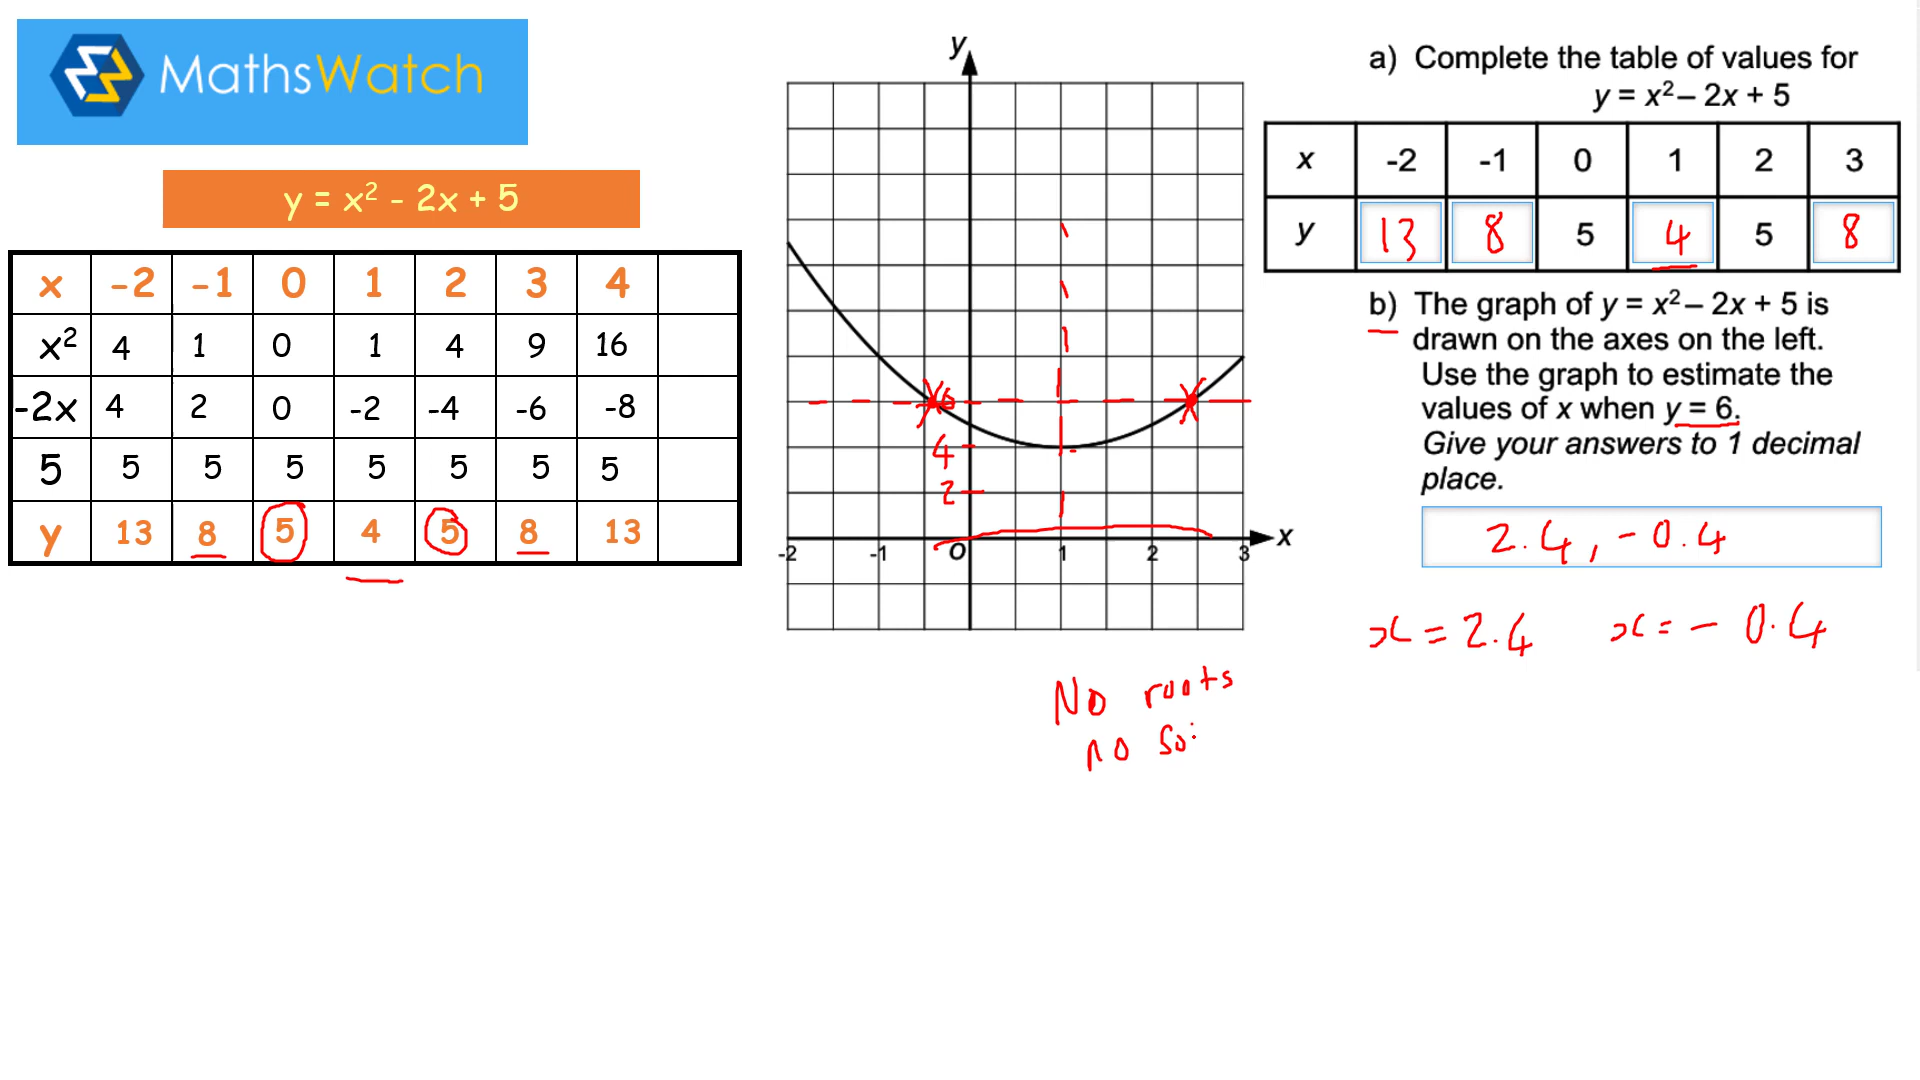 MathsWatch
y = x² - 2x + 5
x -2 -1 0 1 2 3 4
x² 4 1 0 1 4 9 16
-2x 4 2 0 -2 -4 -6 -8
5 5 5 5 5 5 5 5
y 13 8 5 4 5 8 13
y
6
4
2
-2 -1 O 1 2 3 x
No roots
no so
a) Complete the table of values for
y = x² – 2x + 5
x -2 -1 0 1 2 3
y 13 8 5 4 5 8
b) The graph of y = x² – 2x + 5 is
drawn on the axes on the left.
Use the graph to estimate the
values of x when y = 6.
Give your answers to 1 decimal
place.
2.4, -0.4
x = 2.4 x = - 0.4